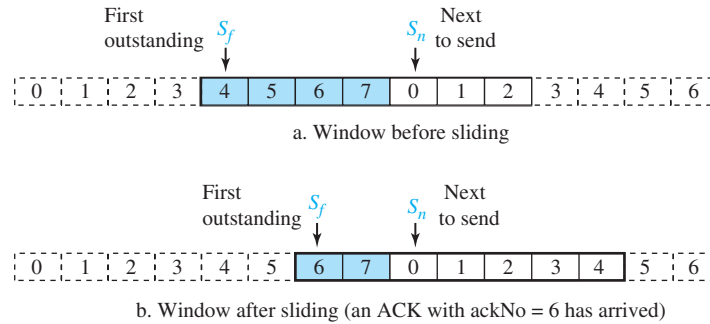 First Next
outstanding S_f S_n to send
0 1 2 3 4 5 6 7 0 1 2 3 4 5 6
a. Window before sliding
First Next
outstanding S_f S_n to send
0 1 2 3 4 5 6 7 0 1 2 3 4 5 6
b. Window after sliding (an ACK with ackNo = 6 has arrived)